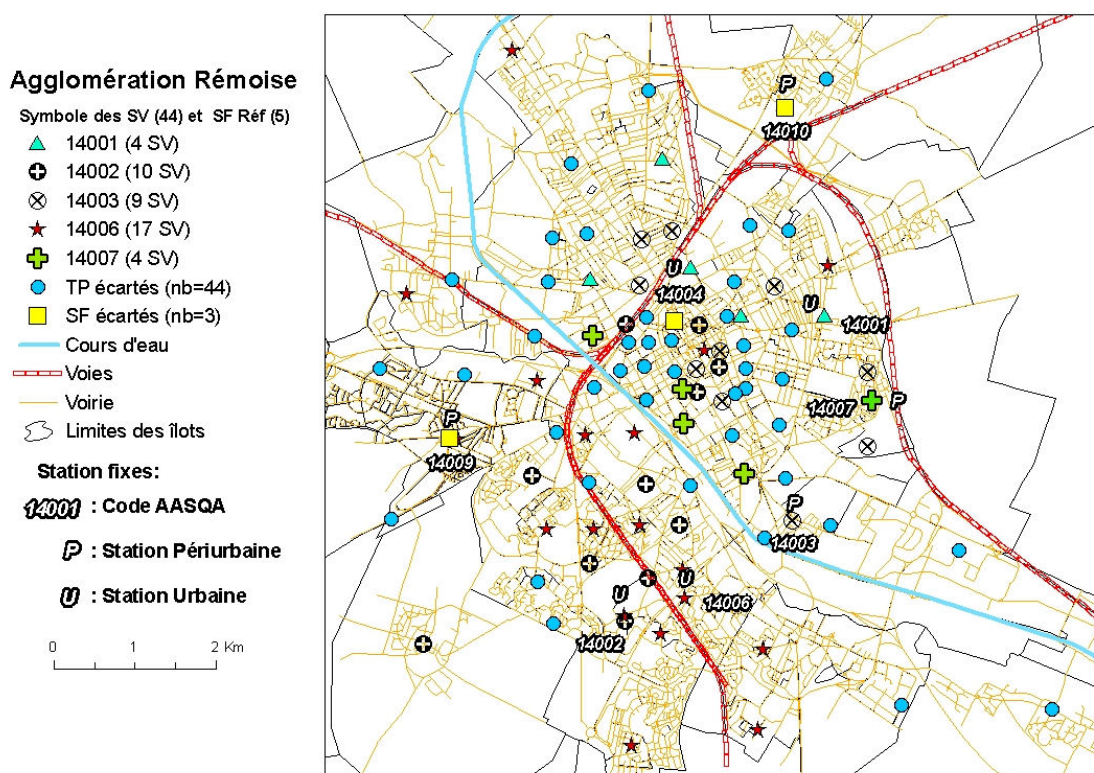 Agglomération Rémoise
Symbole des SV (44) et SF Réf (5)
14001 (4 SV)
14002 (10 SV)
14003 (9 SV)
14006 (17 SV)
14007 (4 SV)
TP écartés (nb=44)
SF écartés (nb=3)
Cours d'eau
Voies
Voirie
Limites des îlots
Station fixes:
14001 : Code AASQA
P : Station Périurbaine
U : Station Urbaine
0 1 2 Km
P
14010
U
14004
U
14001
14007 P
P
14009
P
14003
U
14006
U
14002